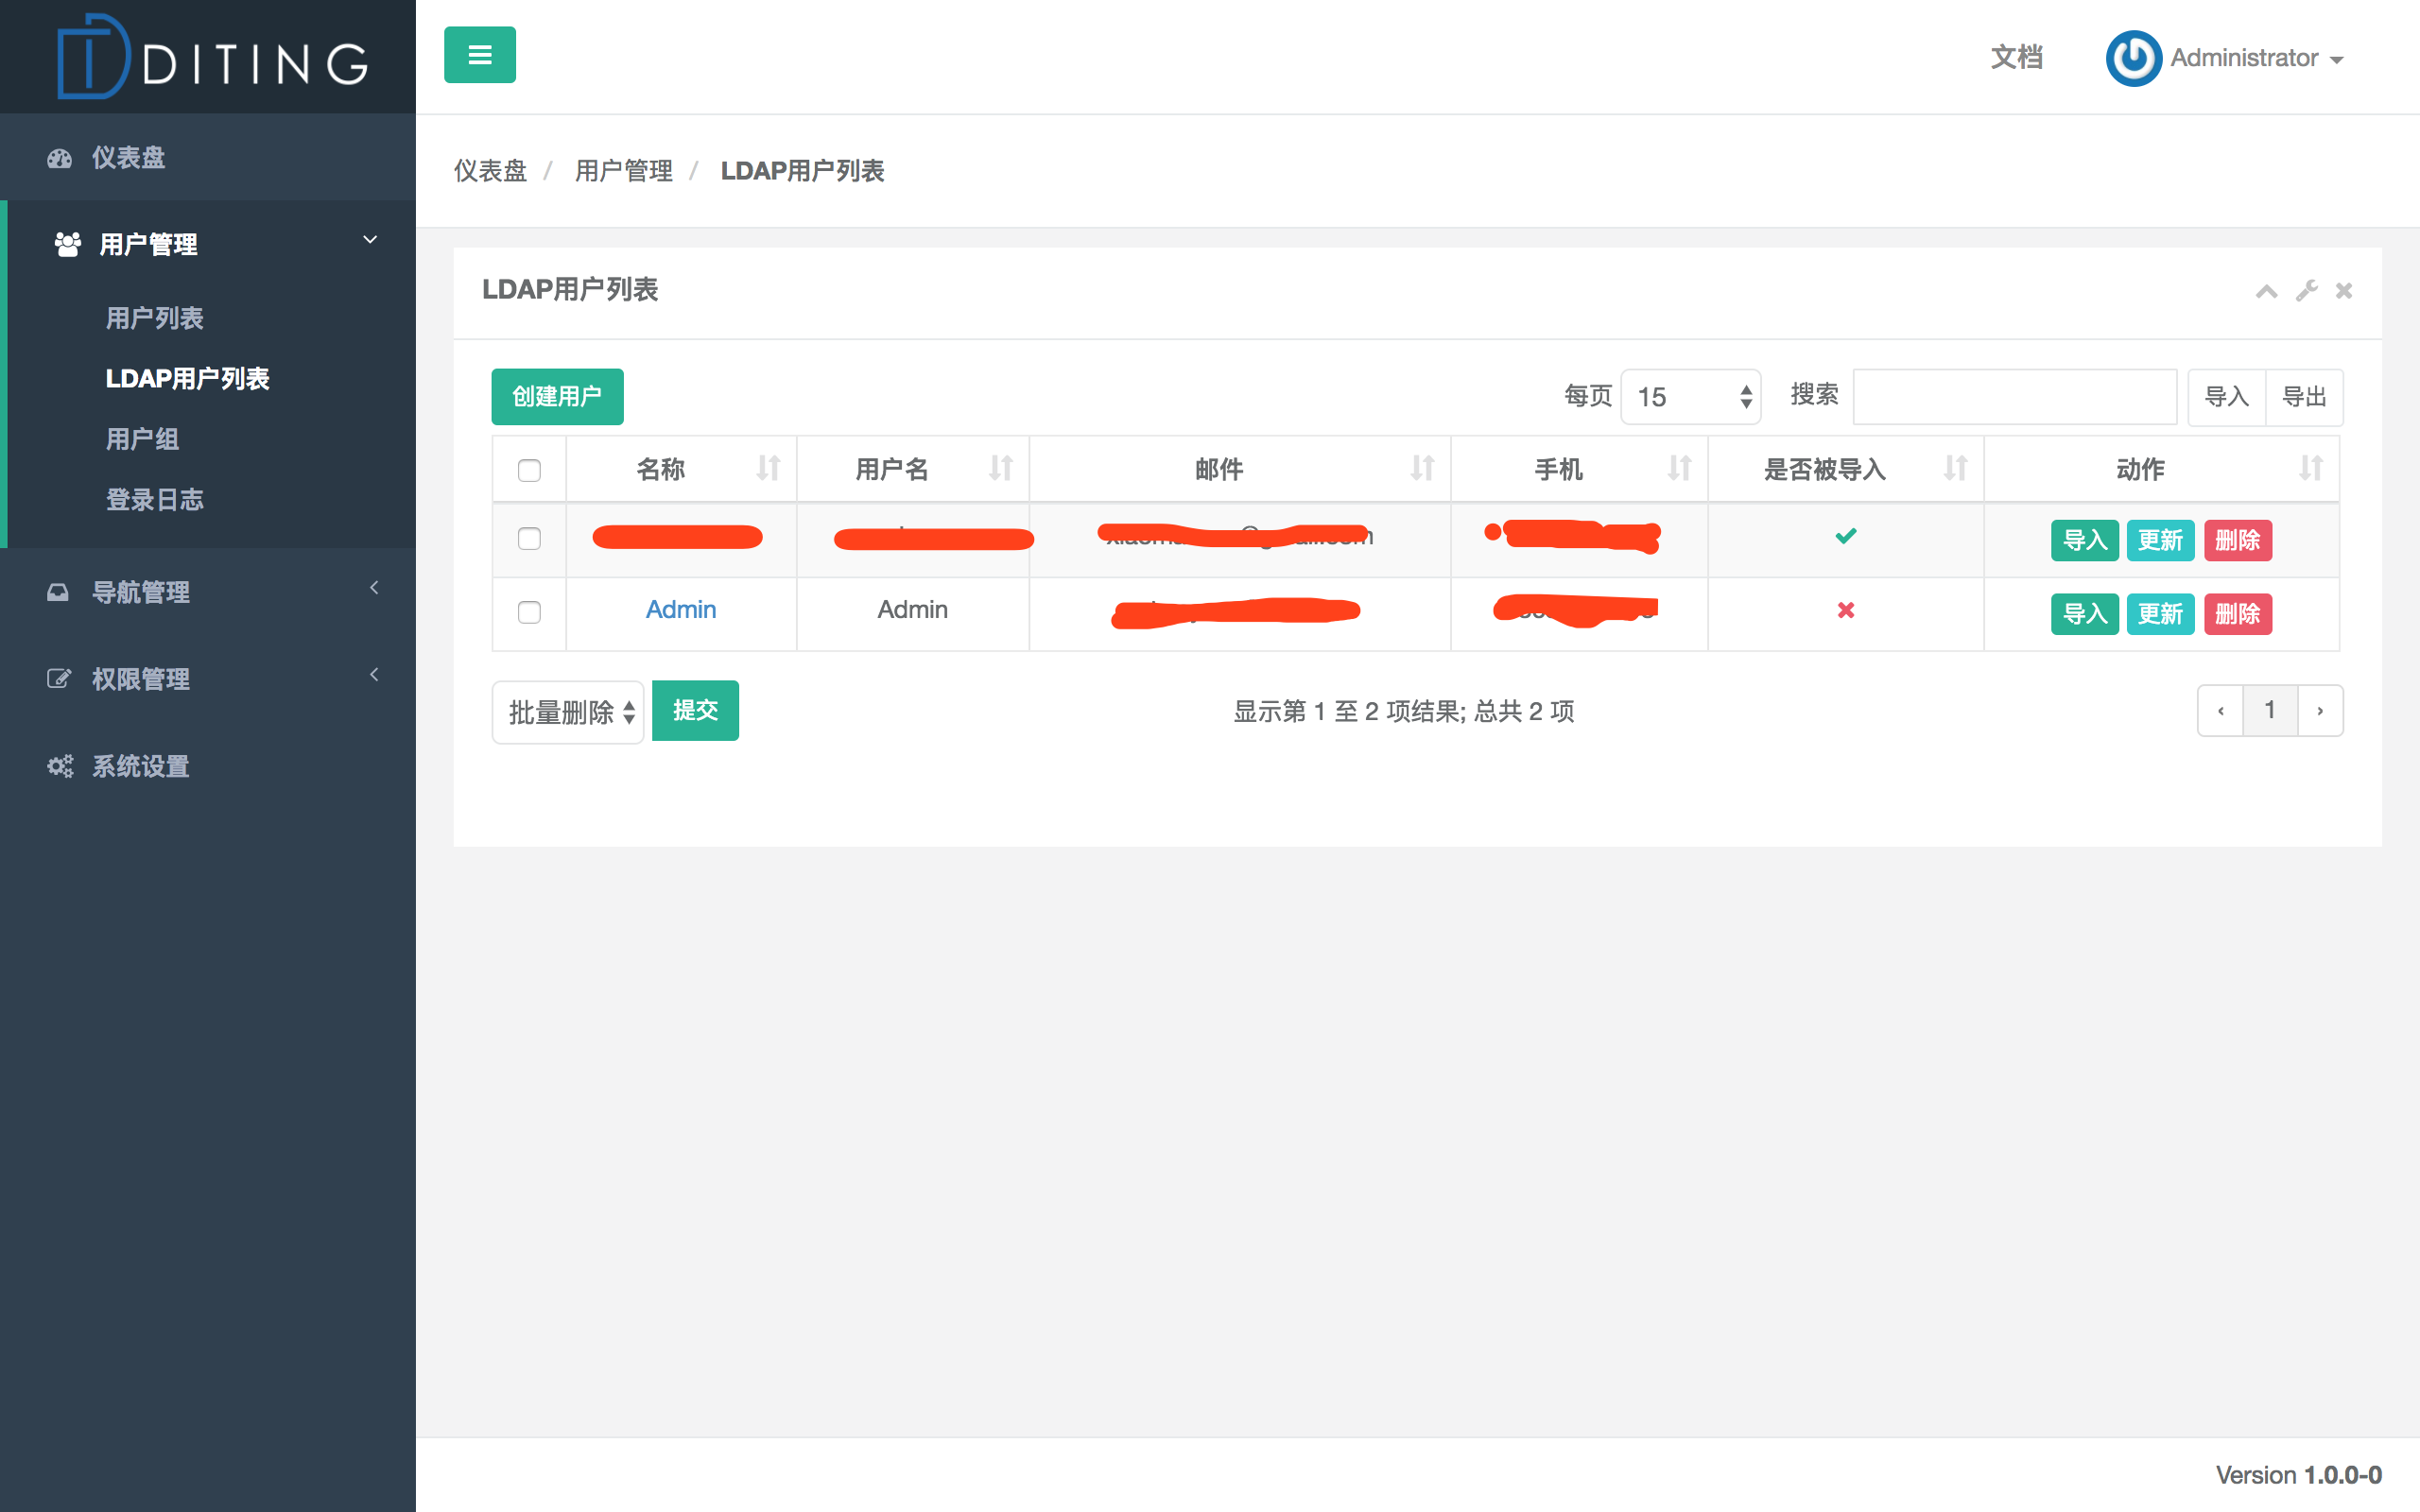 DITING
文档
Administrator
仪表盘
用户管理
用户列表
LDAP用户列表
用户组
登录日志
导航管理
权限管理
系统设置
仪表盘 / 用户管理 / LDAP用户列表
LDAP用户列表
创建用户 每页 15 搜索 导入 导出
名称 用户名 邮件 手机 是否被导入 动作
导入 更新 删除
Admin Admin 导入 更新 删除
批量删除 提交 显示第 1 至 2 项结果; 总共 2 项 ‹ 1 ›
Version 1.0.0-0